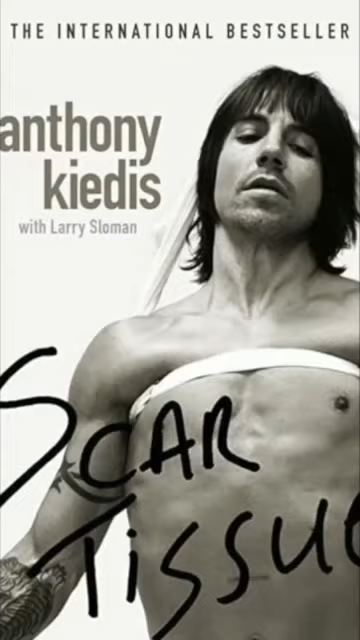 THE INTERNATIONAL BESTSELLER
anthony
kiedis
with Larry Sloman
SCAR
TISSUE